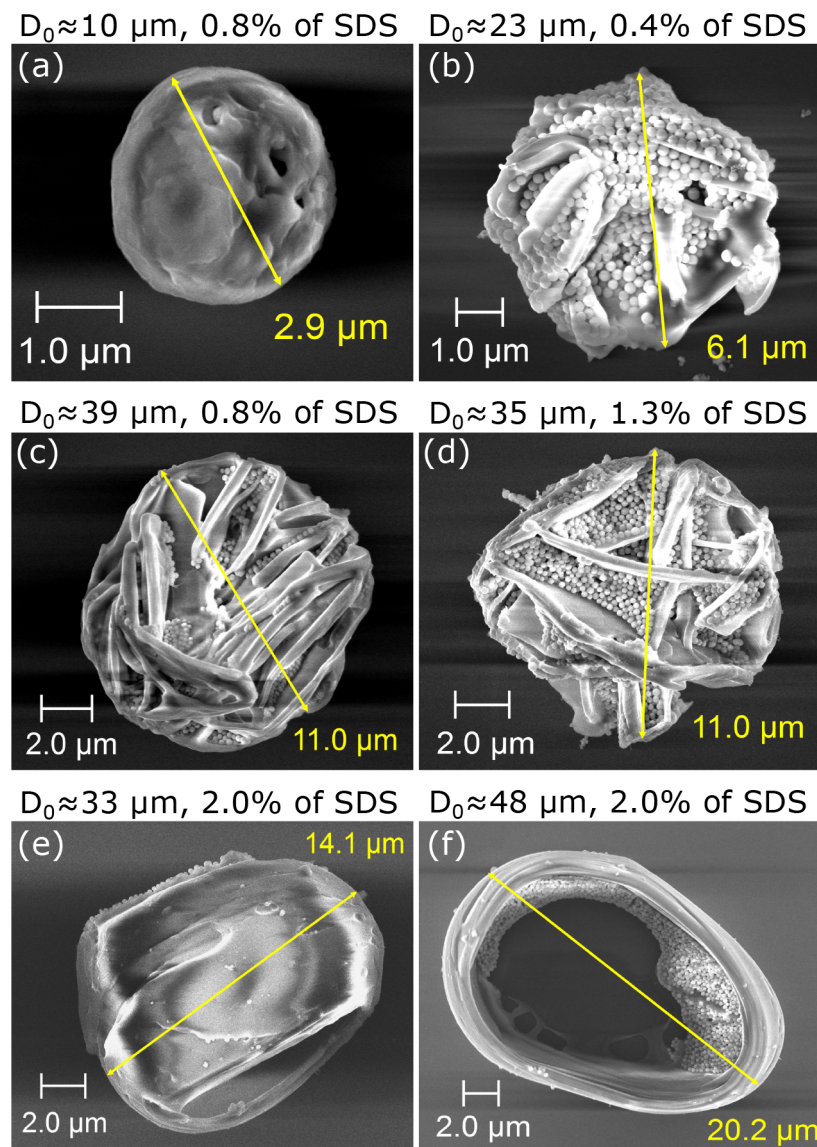 D₀≈10 μm, 0.8% of SDS
(a)
1.0 μm
2.9 μm
D₀≈23 μm, 0.4% of SDS
(b)
1.0 μm
6.1 μm
D₀≈39 μm, 0.8% of SDS
(c)
2.0 μm
11.0 μm
D₀≈35 μm, 1.3% of SDS
(d)
2.0 μm
11.0 μm
D₀≈33 μm, 2.0% of SDS
(e)
14.1 μm
2.0 μm
D₀≈48 μm, 2.0% of SDS
(f)
2.0 μm
20.2 μm